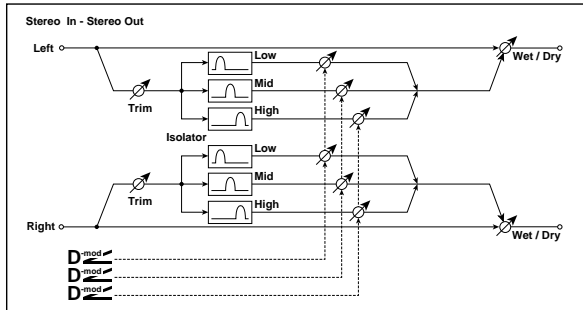 Stereo In - Stereo Out
Left
Wet / Dry
Low
Mid
High
Trim
Isolator
Low
Mid
High
Trim
Right
Wet / Dry
D-mod
D-mod
D-mod